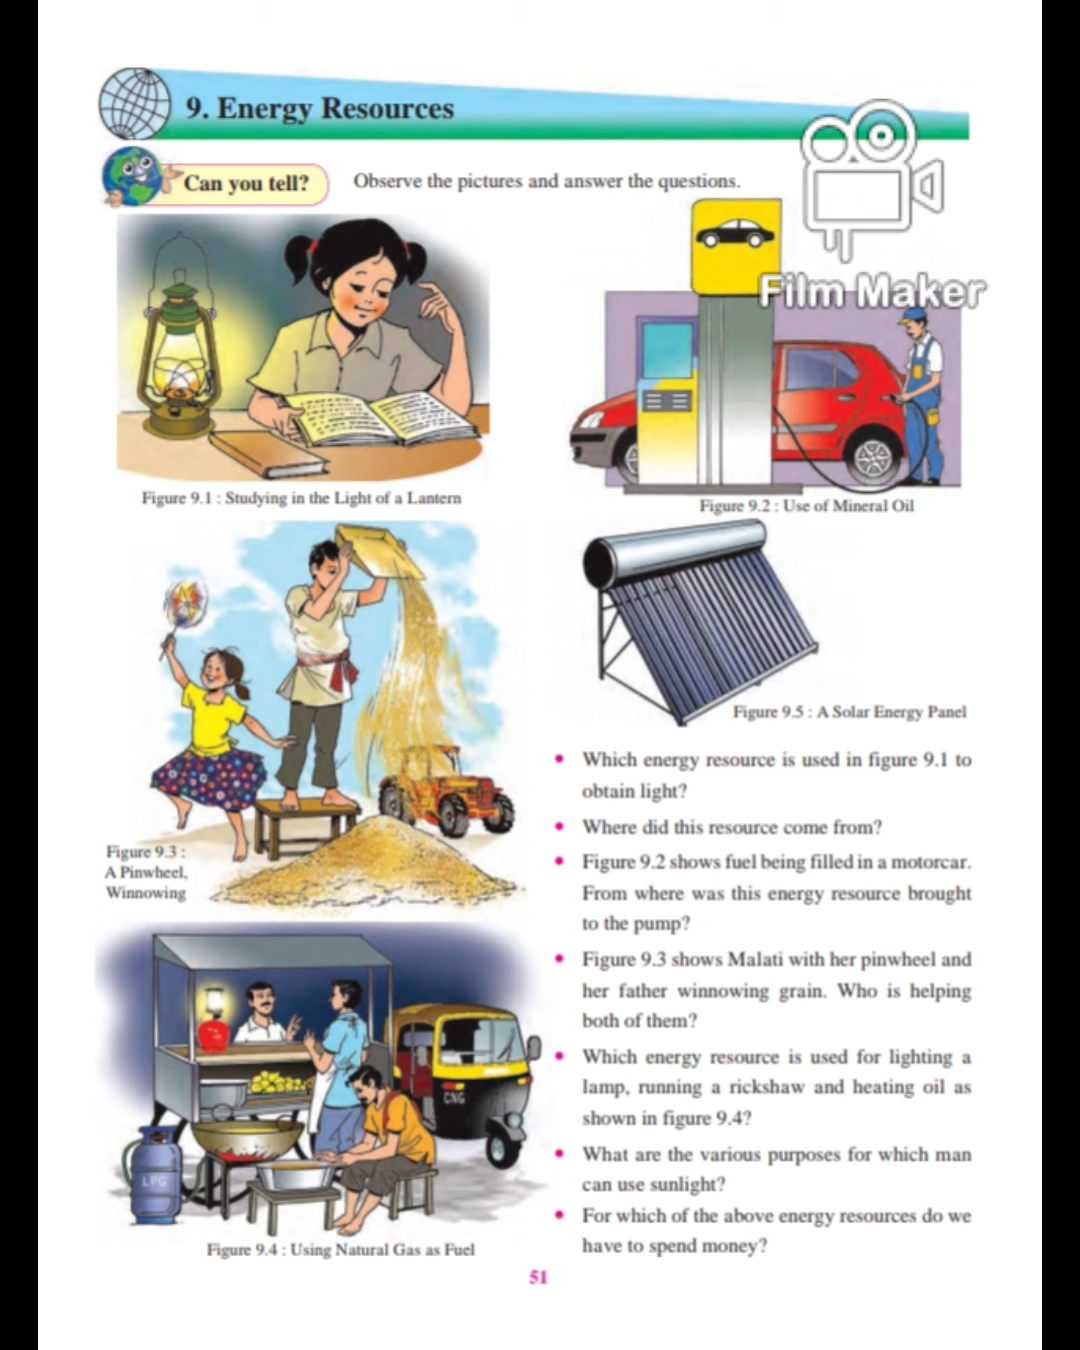 9. Energy Resources
Can you tell?
Observe the pictures and answer the questions.
Film Maker
Figure 9.1 : Studying in the Light of a Lantern
Figure 9.2 : Use of Mineral Oil
Figure 9.3 :
A Pinwheel,
Winnowing
Figure 9.5 : A Solar Energy Panel
CNG
LPG
Figure 9.4 : Using Natural Gas as Fuel
• Which energy resource is used in figure 9.1 to
obtain light?
• Where did this resource come from?
• Figure 9.2 shows fuel being filled in a motorcar.
From where was this energy resource brought
to the pump?
• Figure 9.3 shows Malati with her pinwheel and
her father winnowing grain. Who is helping
both of them?
• Which energy resource is used for lighting a
lamp, running a rickshaw and heating oil as
shown in figure 9.4?
• What are the various purposes for which man
can use sunlight?
• For which of the above energy resources do we
have to spend money?
51